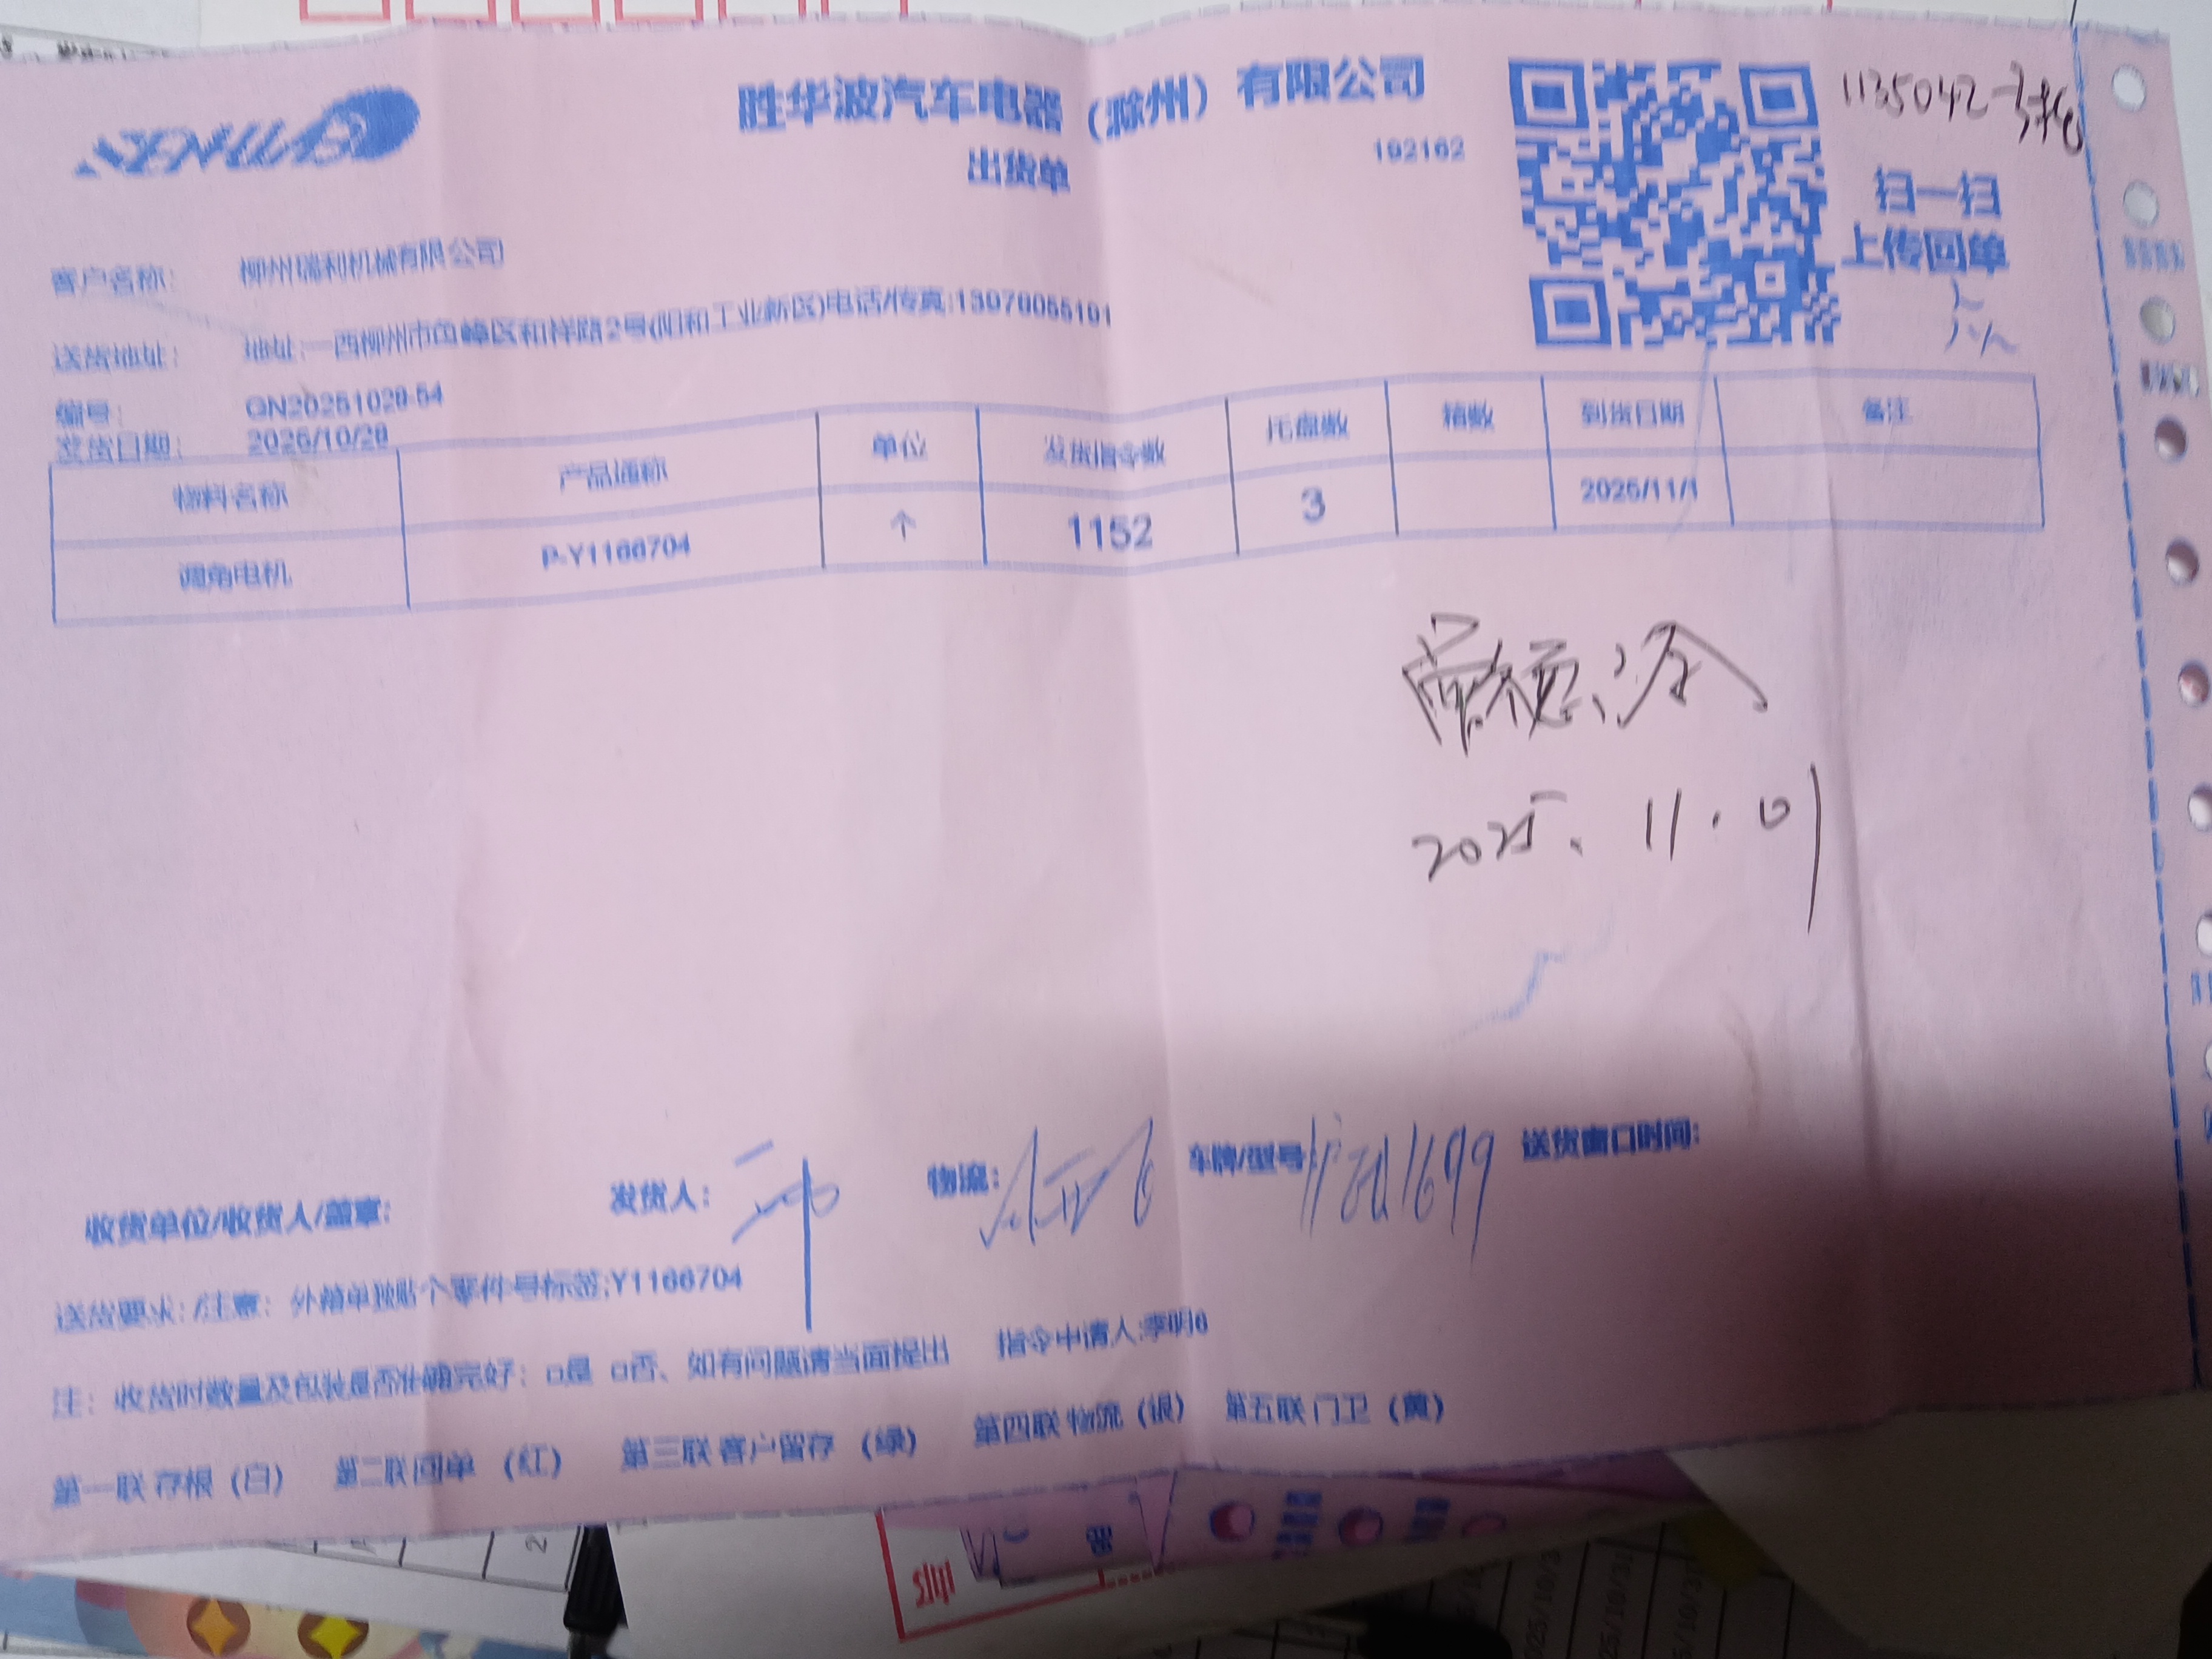 胜华波汽车电器（滁州）有限公司
出货单
192162
1135042-3托
扫一扫
上传回单
客户名称: 柳州瑞利机械有限公司
送货地址: 地址:一西柳州市鱼峰区和祥路2号(阳和工业新区)电话/传真:13978055191
编号: GN20251029-54
发货日期: 2025/10/29
物料名称 产品通称 单位 发货指令数 托盘数 箱数 到货日期 备注
调角电机 P-Y1166704 个 1152 3 2025/11/1
2025.11.01
收货单位/收货人/盖章: 发货人: 物流: 车牌/型号 送货窗口时间:
送货要求:/注意: 外箱单独贴个零件号标签:Y1166704
注: 收货时数量及包装是否准确完好: □是 □否、如有问题请当面提出 指令申请人:李明6
第一联 存根（白） 第二联 回单（红） 第三联 客户留存（绿） 第四联 物流（银） 第五联 门卫（黄）